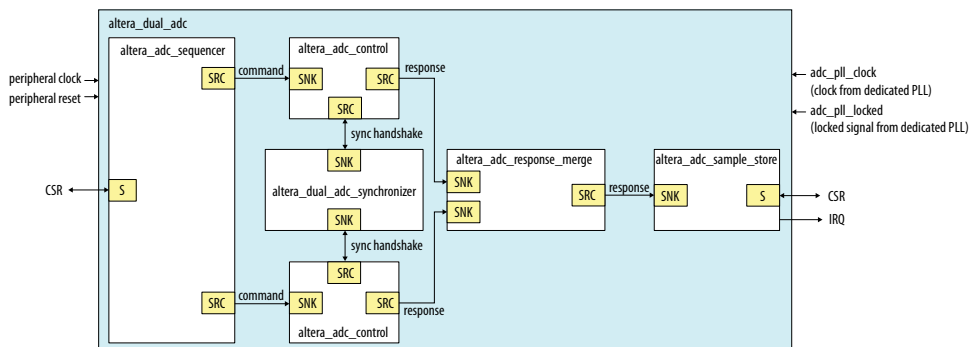 altera_dual_adc
altera_adc_sequencer
altera_adc_control
peripheral clock
peripheral reset
SRC
command
SNK
SRC
response
SRC
sync handshake
adc_pll_clock
(clock from dedicated PLL)
adc_pll_locked
(locked signal from dedicated PLL)
CSR
S
SNK
altera_dual_adc_synchronizer
SNK
sync handshake
altera_adc_response_merge
SNK
SNK
SRC
response
altera_adc_sample_store
SNK
S
CSR
IRQ
SRC
command
SRC
SNK
SRC
response
altera_adc_control